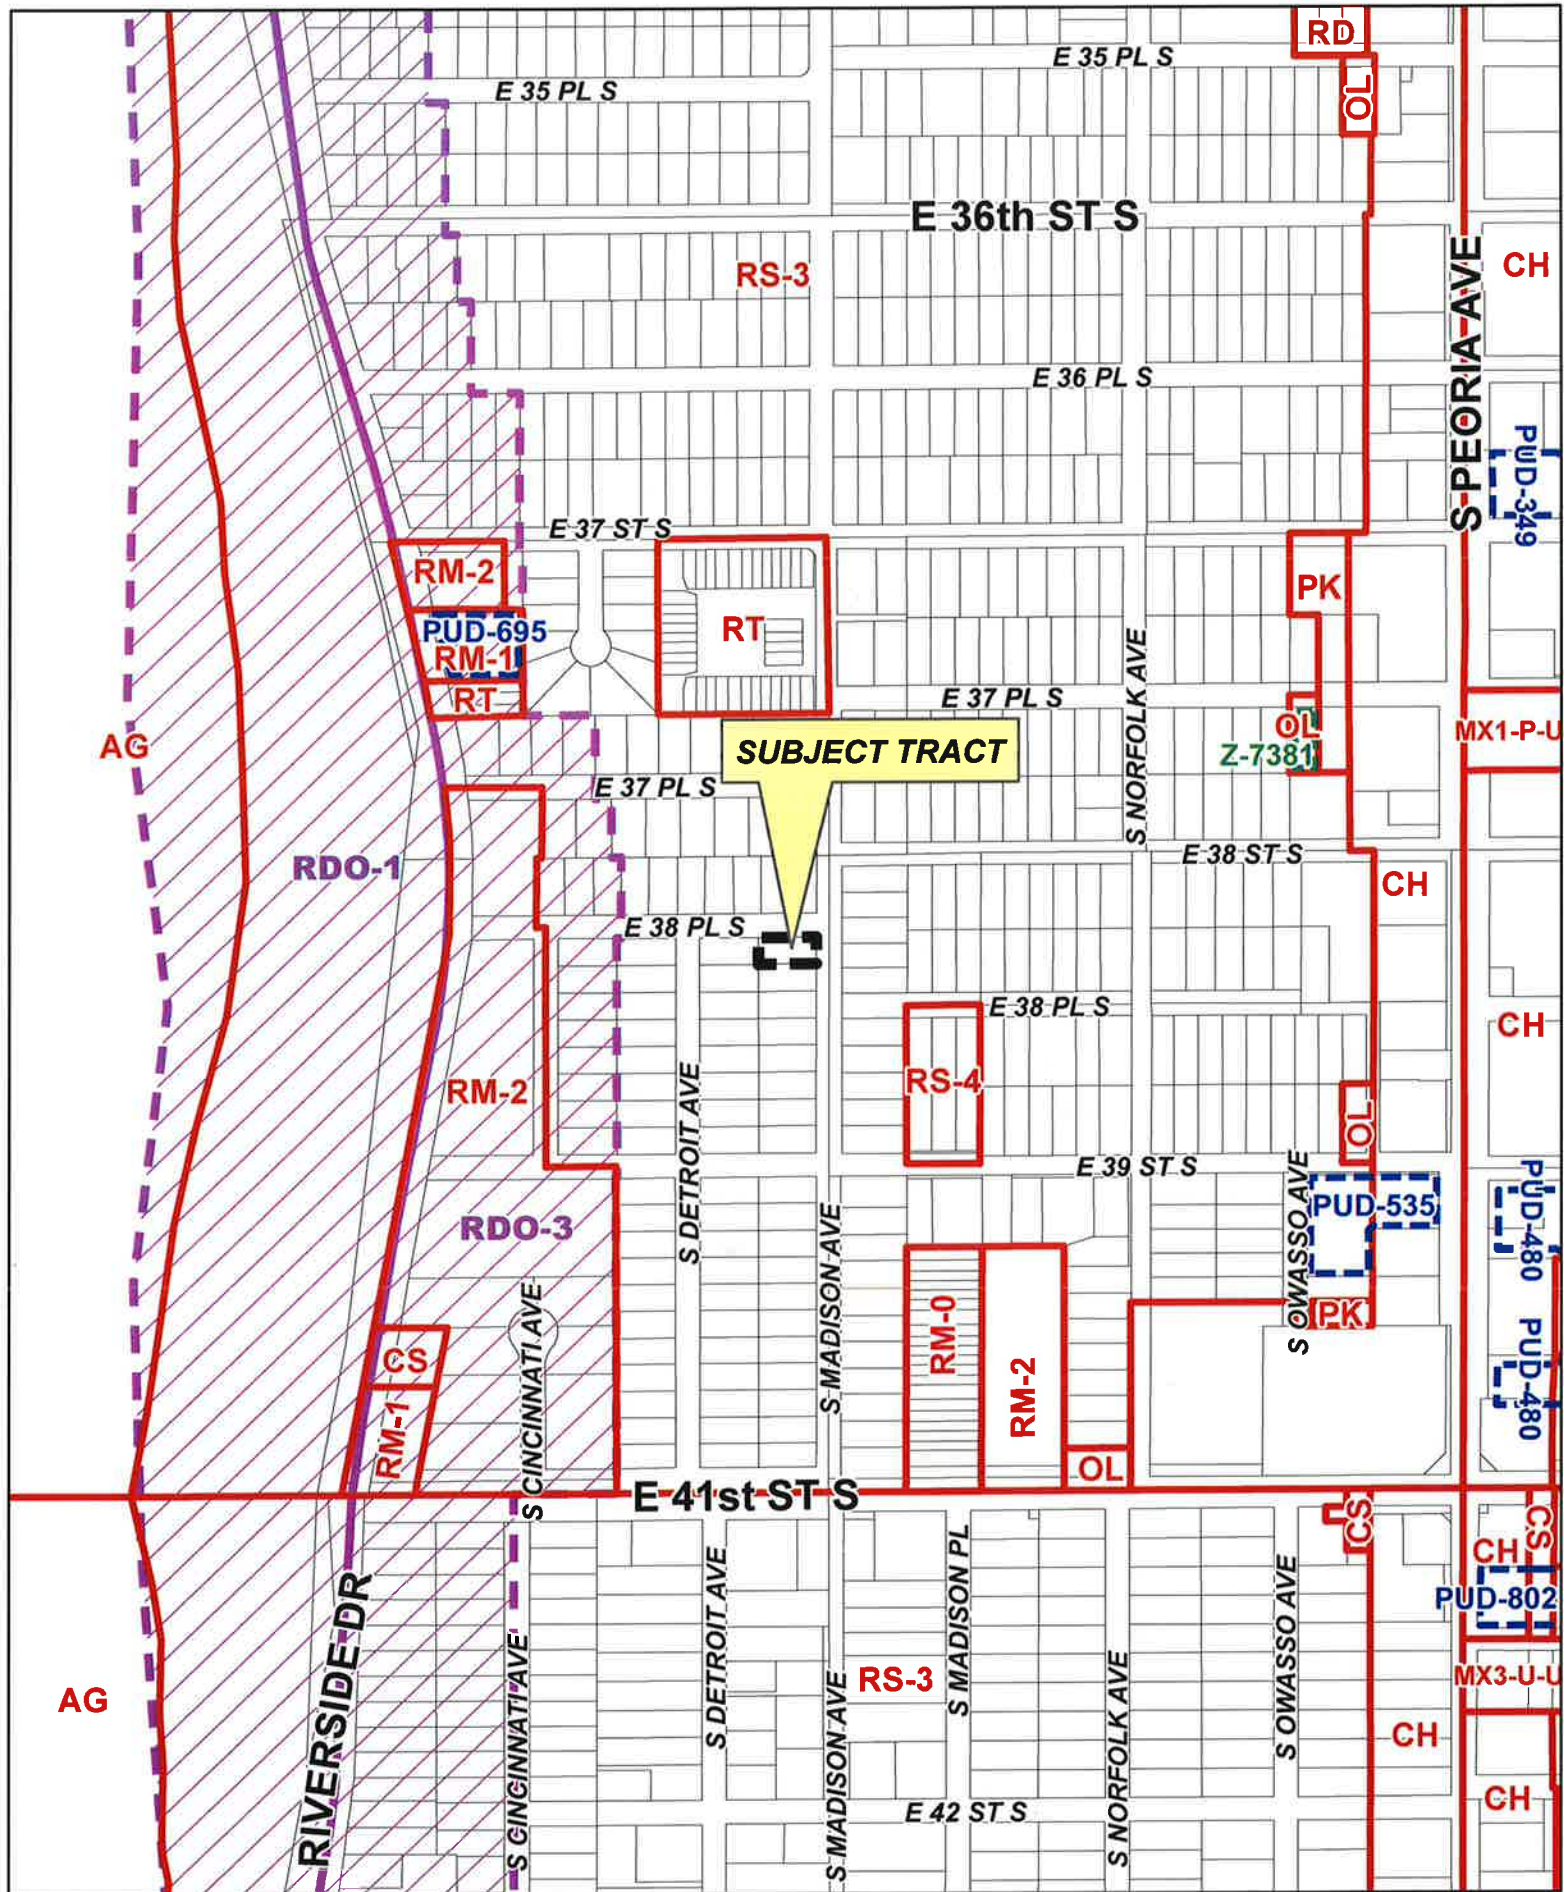 RD
E 35 PL S
E 35 PL S
OL
E 36th ST S
RS-3
CH
S PEORIA AVE
E 36 PL S
PUD-349
E 37 ST S
RM-2
PK
PUD-695
RM-1
RT
RT
E 37 PL S
S NORFOLK AVE
OL
Z-7381
MX1-P-U
AG
SUBJECT TRACT
E 37 PL S
E 38 ST S
RDO-1
CH
E 38 PL S
E 38 PL S
CH
RS-4
RM-2
OL
S DETROIT AVE
E 39 ST S
S OWASSO AVE
PUD-535
PUD-480
RDO-3
S MADISON AVE
S CINCINNATI AVE
PK
RM-0
PUD-480
CS
RM-2
RM-1
OL
E 41st ST S
CS
CS
CH
PUD-802
RIVERSIDE DR
S CINCINNATI AVE
S DETROIT AVE
S MADISON PL
S OWASSO AVE
RS-3
MX3-U-U
AG
S MADISON AVE
S NORFOLK AVE
CH
CH
E 42 ST S